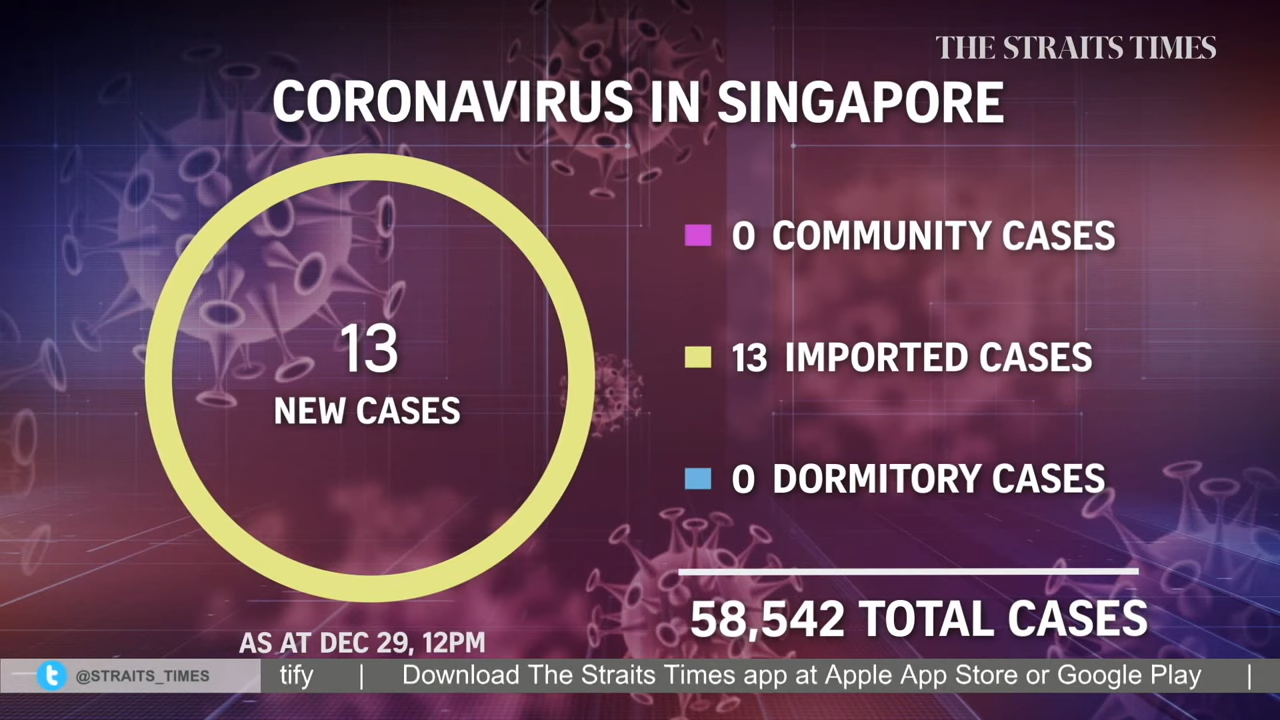 THE STRAITS TIMES
CORONAVIRUS IN SINGAPORE
13
NEW CASES
0 COMMUNITY CASES
13 IMPORTED CASES
0 DORMITORY CASES
58,542 TOTAL CASES
AS AT DEC 29, 12PM
@STRAITS_TIMES
tify | Download The Straits Times app at Apple App Store or Google Play |